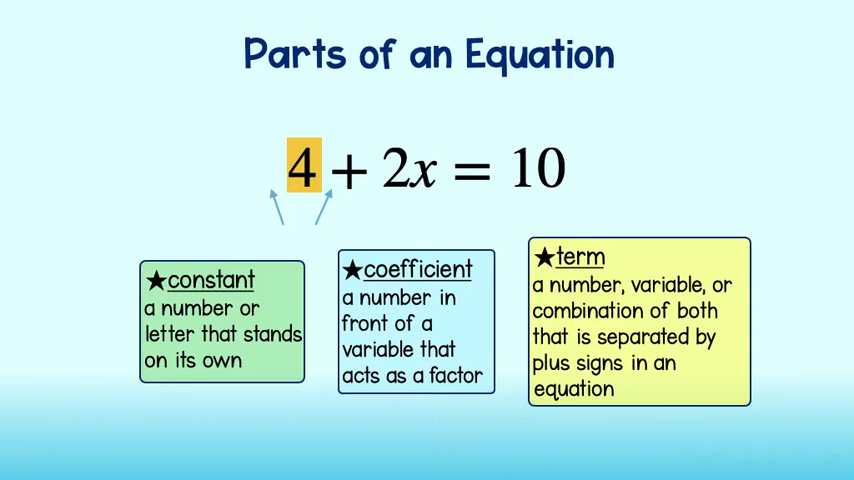 Parts of an Equation
4 + 2x = 10
★constant
a number or
letter that stands
on its own
★coefficient
a number in
front of a
variable that
acts as a factor
★term
a number, variable, or
combination of both
that is separated by
plus signs in an
equation